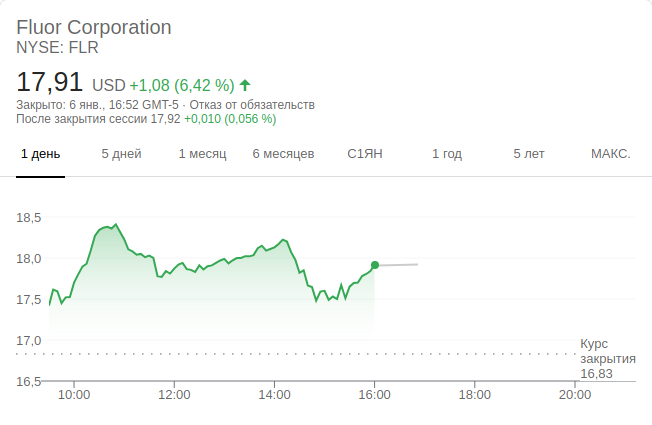 Fluor Corporation
NYSE: FLR
17,91 USD +1,08 (6,42 %)
Закрыто: 6 янв., 16:52 GMT-5 · Отказ от обязательств
После закрытия сессии 17,92 +0,010 (0,056 %)
1 день 5 дней 1 месяц 6 месяцев С1ЯН 1 год 5 лет МАКС.
18,5
18,0
17,5
17,0
Курс
закрытия
16,83
16,5
10:00 12:00 14:00 16:00 18:00 20:00